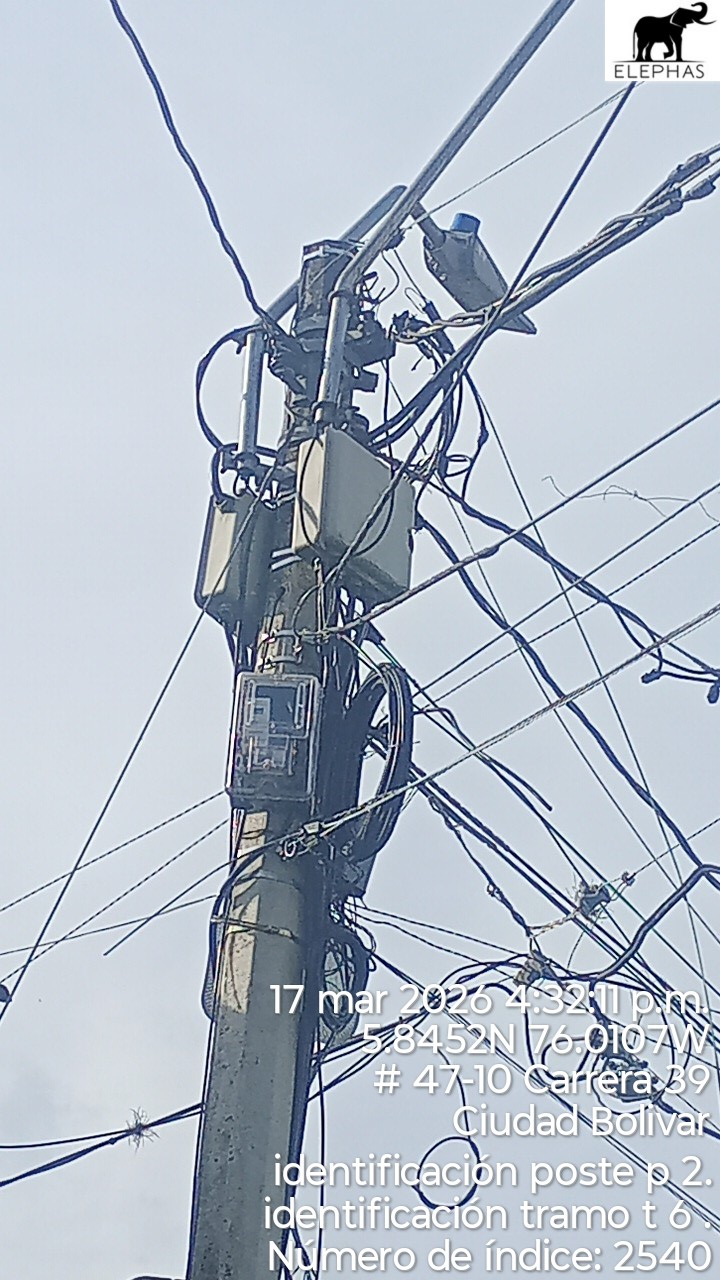 ELEPHAS
17 mar 2026 4:32:11 p.m.
5.8452N 76.0107W
# 47-10 Carrera 39
Ciudad Bolívar
identificación poste p 2.
identificación tramo t 6 .
Número de índice: 2540